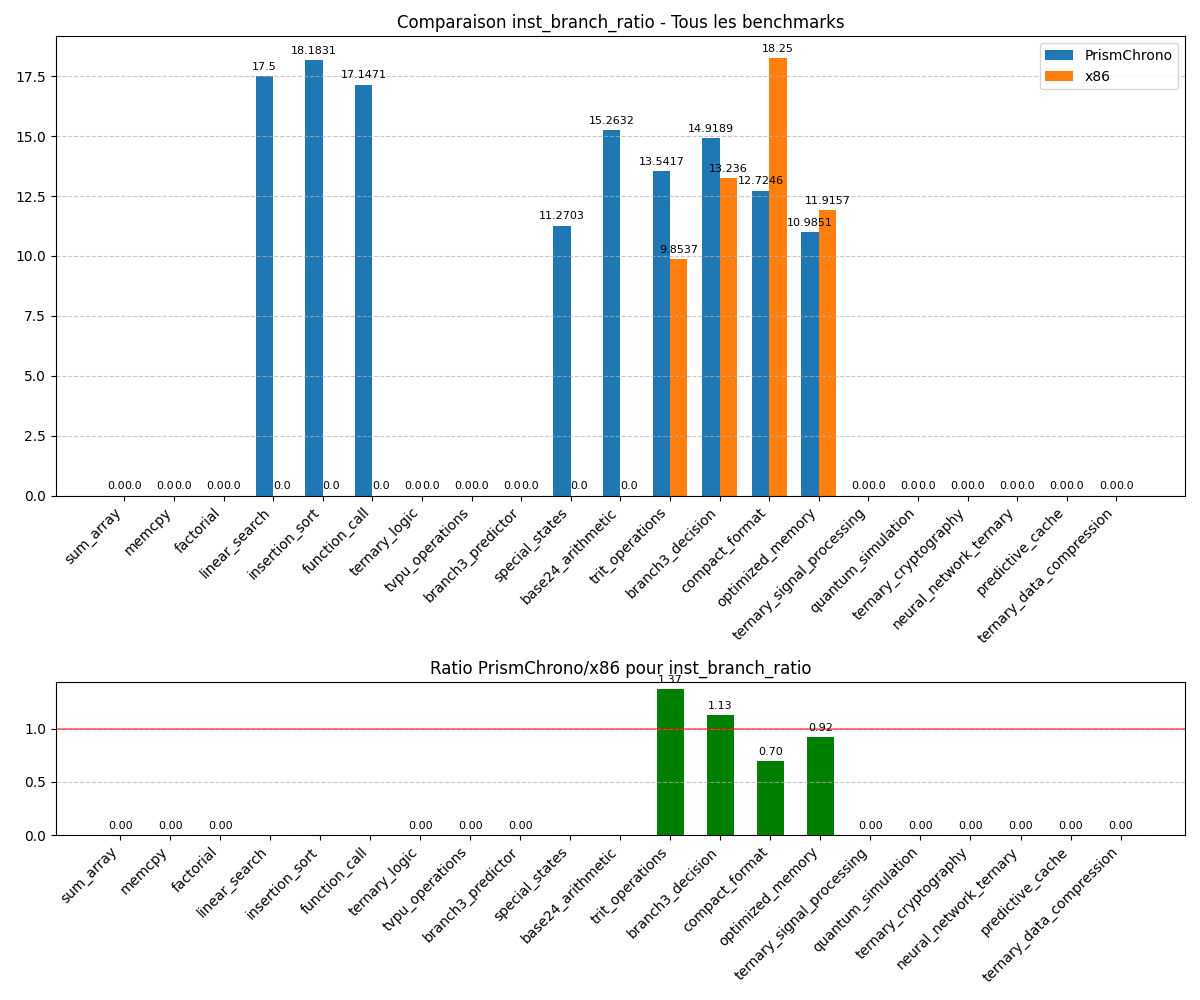 Comparaison inst_branch_ratio - Tous les benchmarks
PrismChrono
x86
17.5
15.0
12.5
10.0
7.5
5.0
2.5
0.0
0.0 0.0 0.0 0.0 0.0 0.0 17.5 0.0 18.1831 0.0 17.1471 0.0 0.0 0.0 0.0 0.0 0.0 0.0 11.2703 0.0 15.2632 0.0 13.5417 9.8537 14.9189 13.236 12.7246 18.25 10.9851 11.9157 0.0 0.0 0.0 0.0 0.0 0.0 0.0 0.0 0.0 0.0 0.0 0.0
sum_array
memcpy
factorial
linear_search
insertion_sort
function_call
ternary_logic
tvpu_operations
branch3_predictor
special_states
base24_arithmetic
trit_operations
branch3_decision
compact_format
optimized_memory
ternary_signal_processing
quantum_simulation
ternary_cryptography
neural_network_ternary
predictive_cache
ternary_data_compression
Ratio PrismChrono/x86 pour inst_branch_ratio
1.0
0.5
0.0
0.00 0.00 0.00 0.00 0.00 0.00 1.37 1.13 0.70 0.92 0.00 0.00 0.00 0.00 0.00 0.00
sum_array
memcpy
factorial
linear_search
insertion_sort
function_call
ternary_logic
tvpu_operations
branch3_predictor
special_states
base24_arithmetic
trit_operations
branch3_decision
compact_format
optimized_memory
ternary_signal_processing
quantum_simulation
ternary_cryptography
neural_network_ternary
predictive_cache
ternary_data_compression